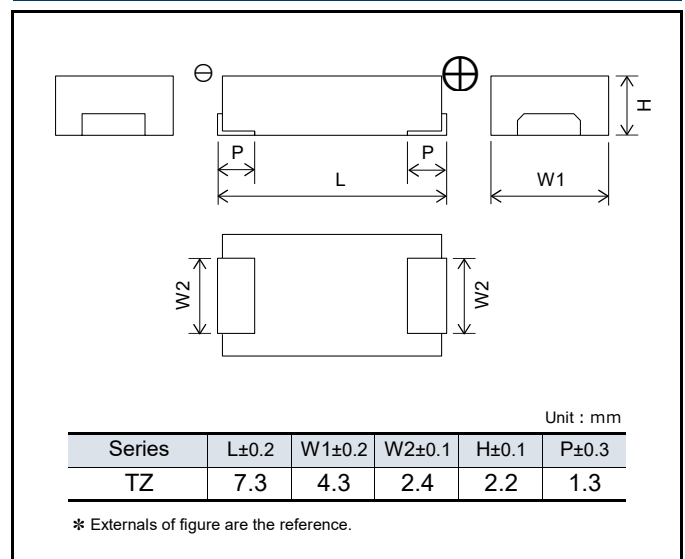 ⊖ ⊕
H
P P
L W1
W2 W2
Unit : mm
Series L±0.2 W1±0.2 W2±0.1 H±0.1 P±0.3
TZ 7.3 4.3 2.4 2.2 1.3
✻ Externals of figure are the reference.